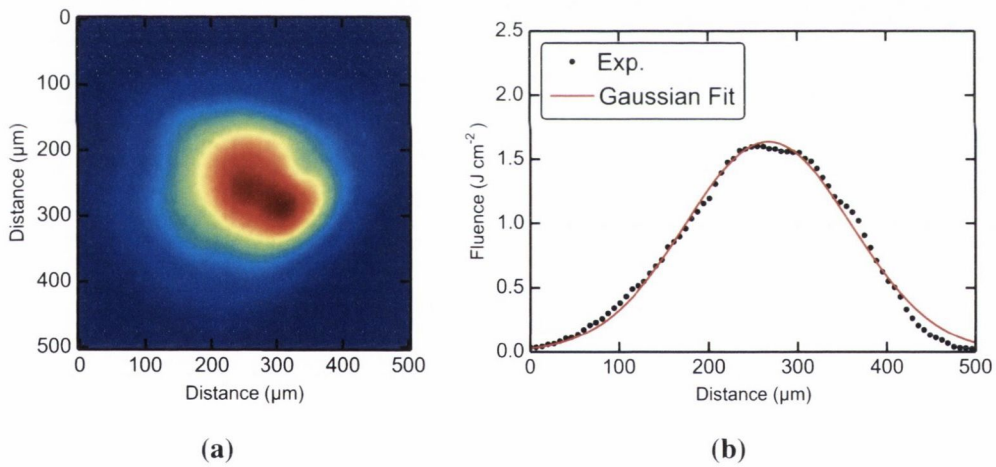 0
100
200
300
400
500
Distance (µm)
0 100 200 300 400 500
Distance (µm)
(a)
2.5
2.0
1.5
1.0
0.5
0.0
Fluence (J cm⁻²)
Exp.
Gaussian Fit
0 100 200 300 400 500
Distance (µm)
(b)